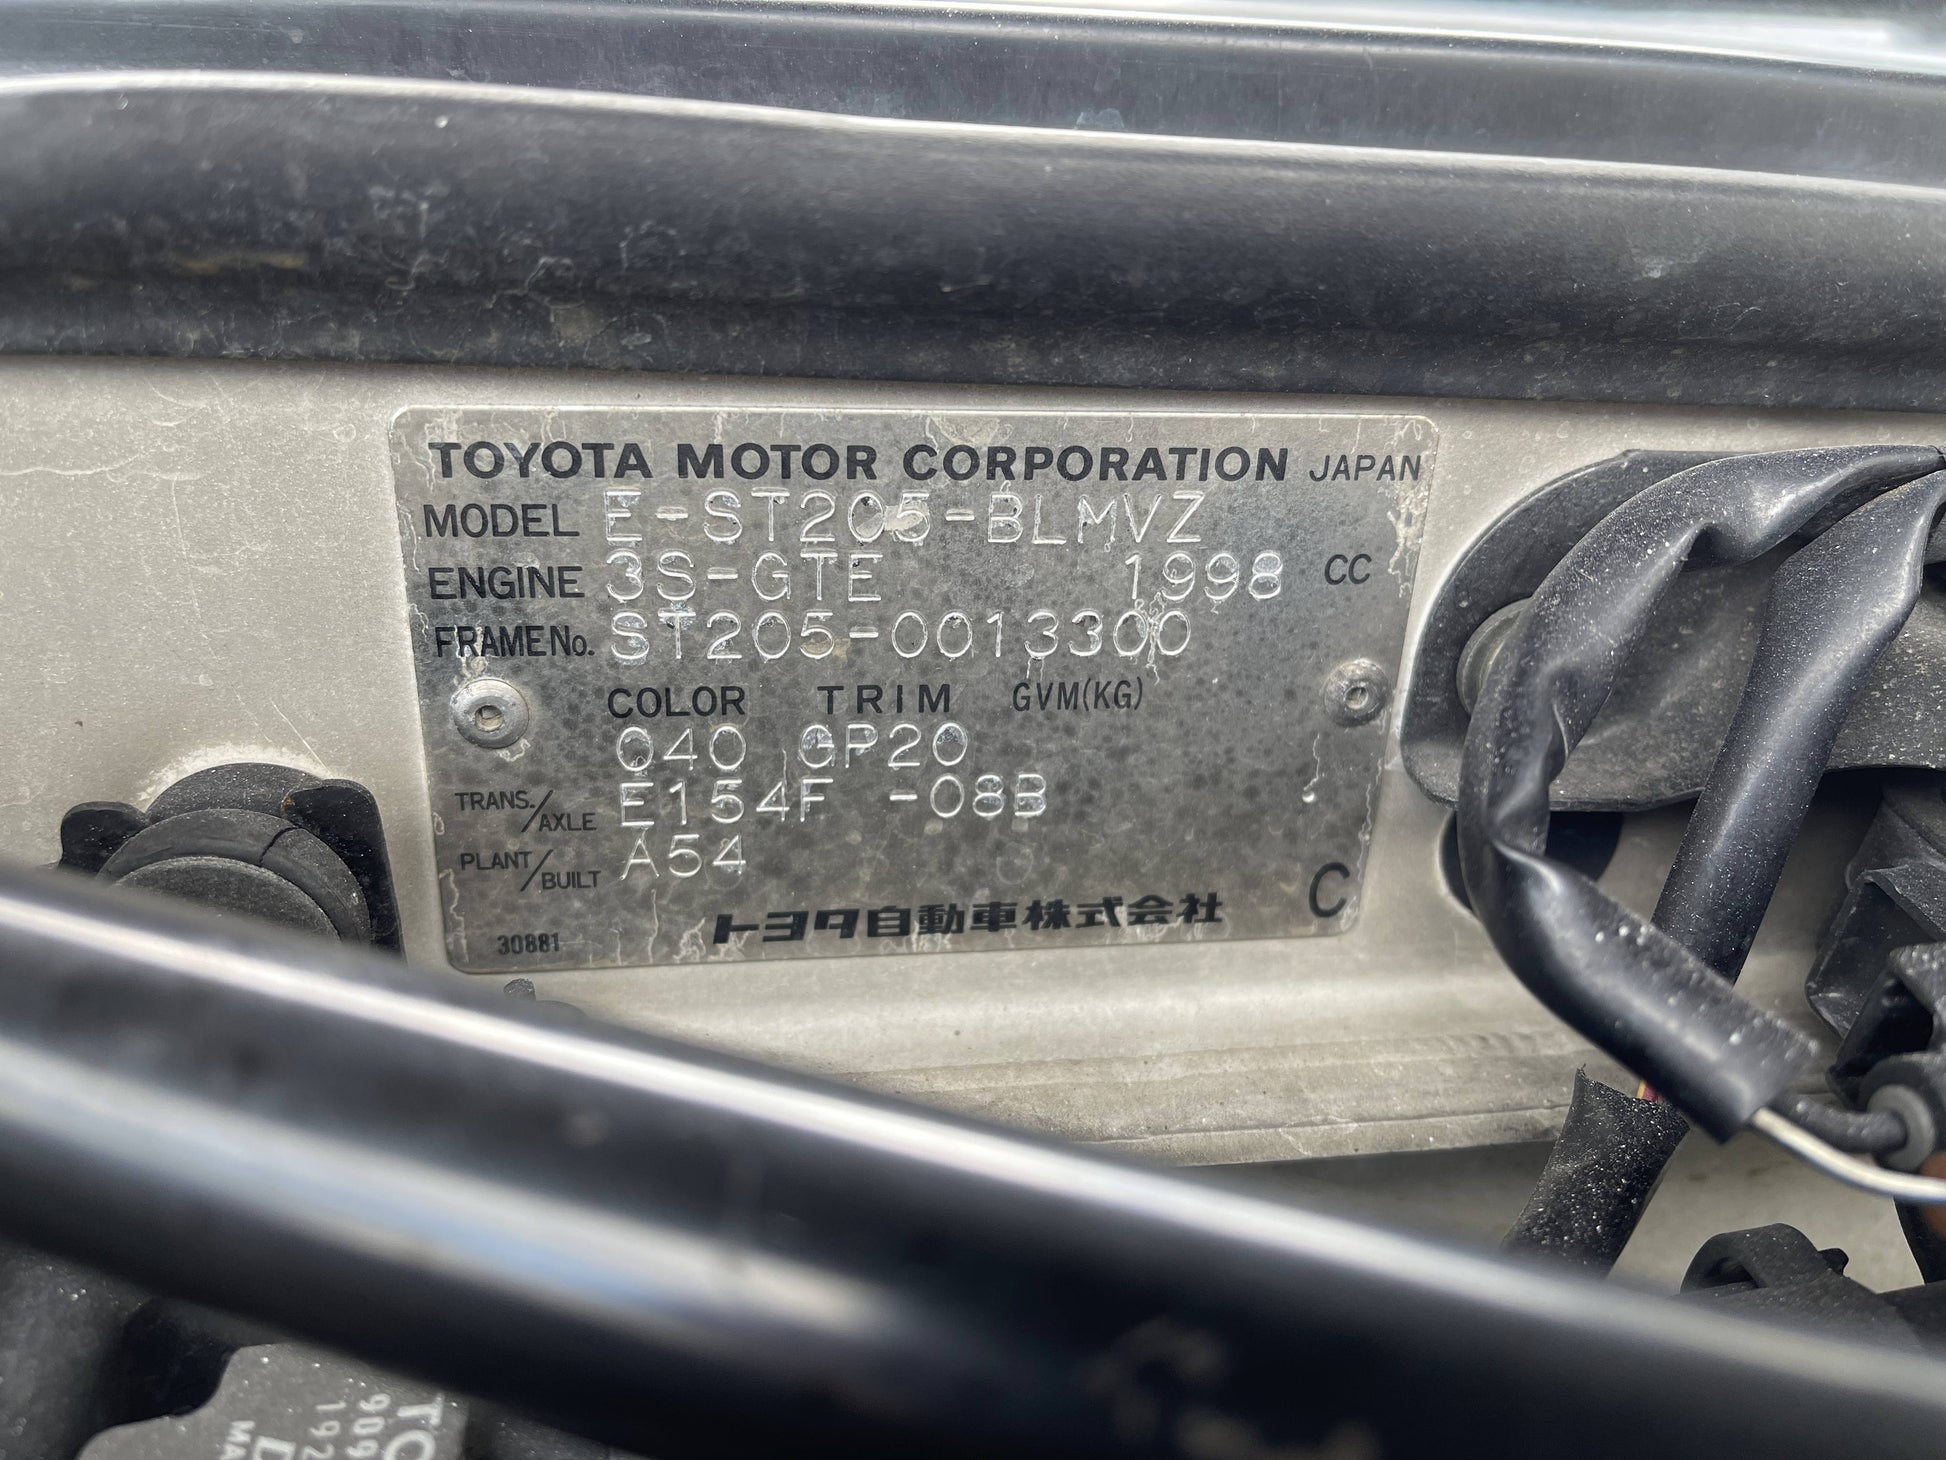 TOYOTA MOTOR CORPORATION JAPAN
MODEL E-ST205-BLMVZ
ENGINE 3S-GTE 1998 CC
FRAME No. ST205-0013300
COLOR TRIM GVM(KG)
040 GP20
TRANS./AXLE E154F -08B
PLANT/BUILT A54
トヨタ自動車株式会社 C
30881